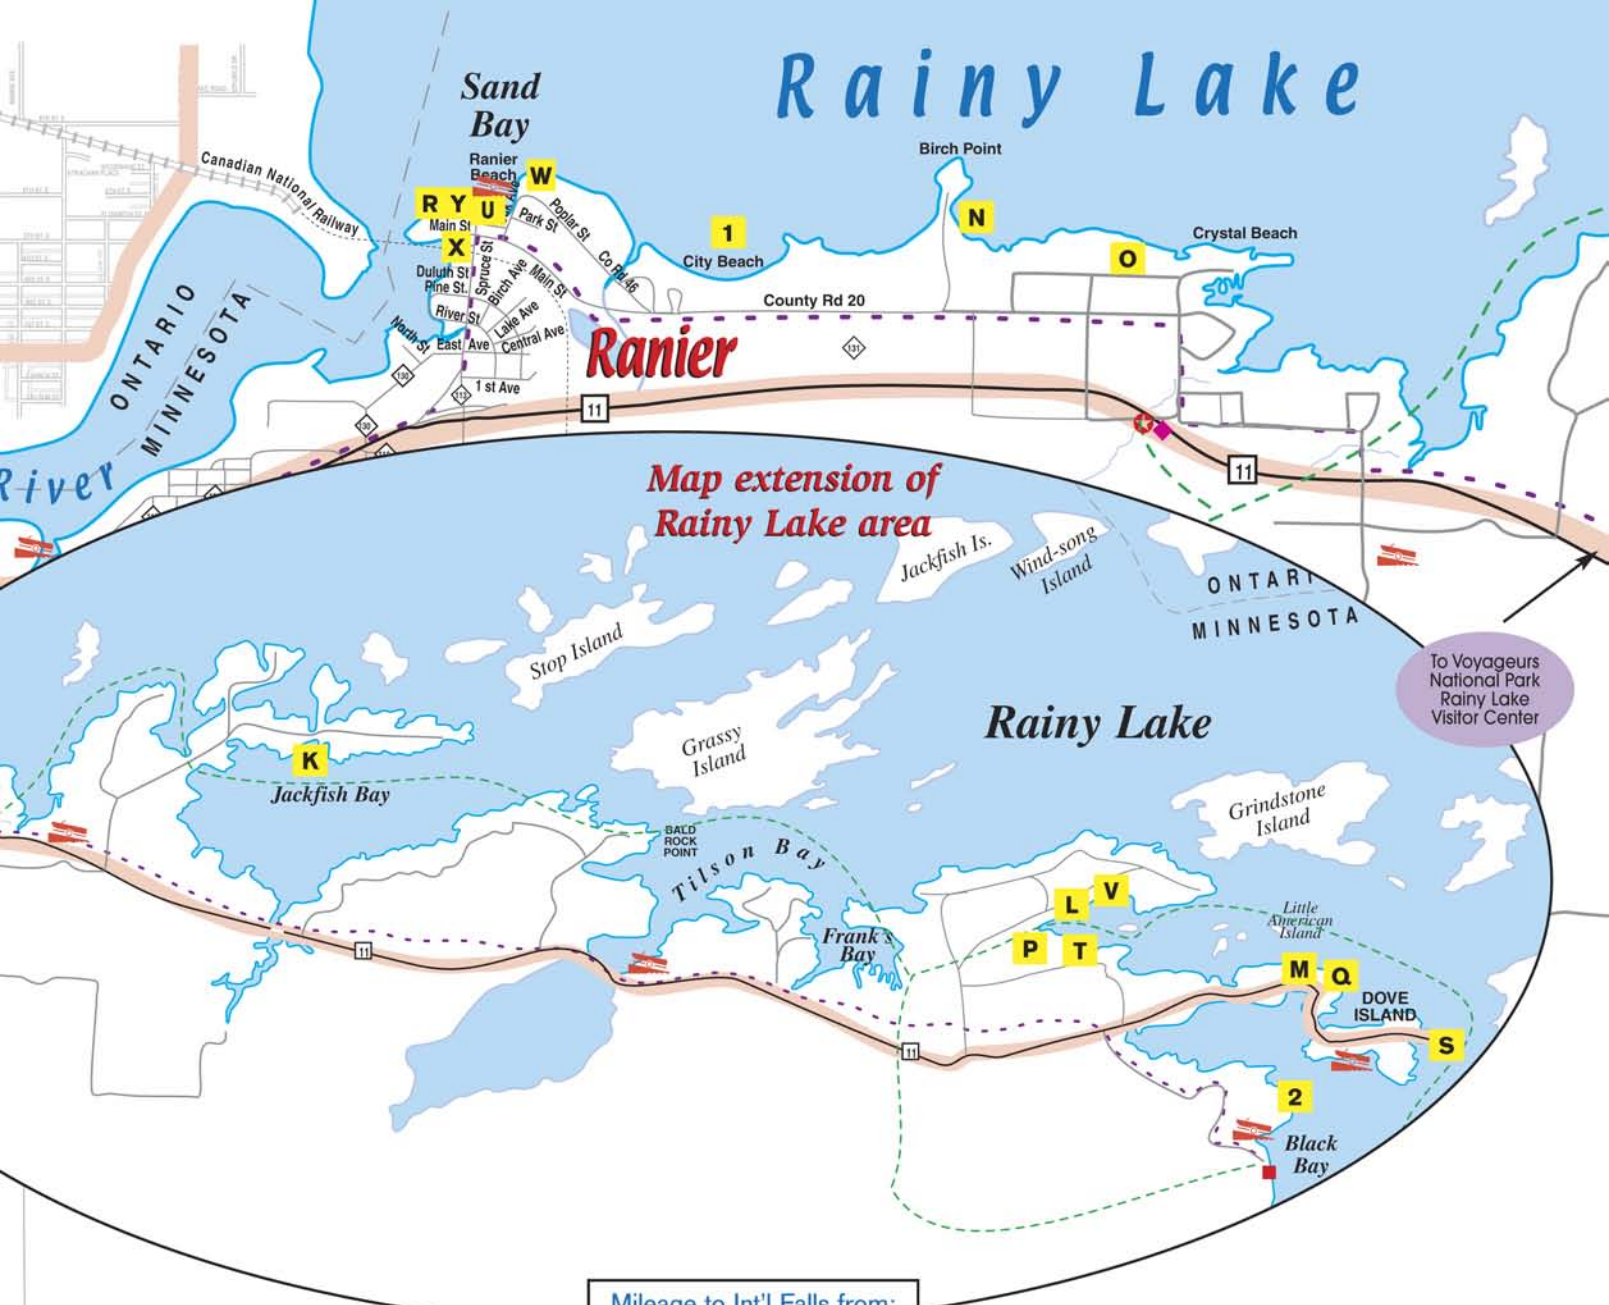 Rainy Lake
Sand
Bay
Ranier
Beach
W
R Y U
Main St
X
Park St
Poplar St
Co Rd 46
Canadian National Railway
Birch Point
N
1
City Beach
O
Crystal Beach
County Rd 20
Duluth St
Pine St.
Spruce St
Birch Ave
Main St
River St
Lake Ave
North St
East Ave
Central Ave
1 st Ave
Ranier
ONTARIO
MINNESOTA
River
131
130
130
11
11
Map extension of
Rainy Lake area
Jackfish Is.
Wind-song
Island
MINNESOTA
Stop Island
Grassy
Island
Rainy Lake
To Voyageurs
National Park
Rainy Lake
Visitor Center
K
Jackfish Bay
BALD
ROCK
POINT
Tilson Bay
Grindstone
Island
Frank's
Bay
L V
P T
Little
American
Island
M Q
DOVE
ISLAND
S
11
11
2
Black
Bay
Mileage to Int'l Falls from: